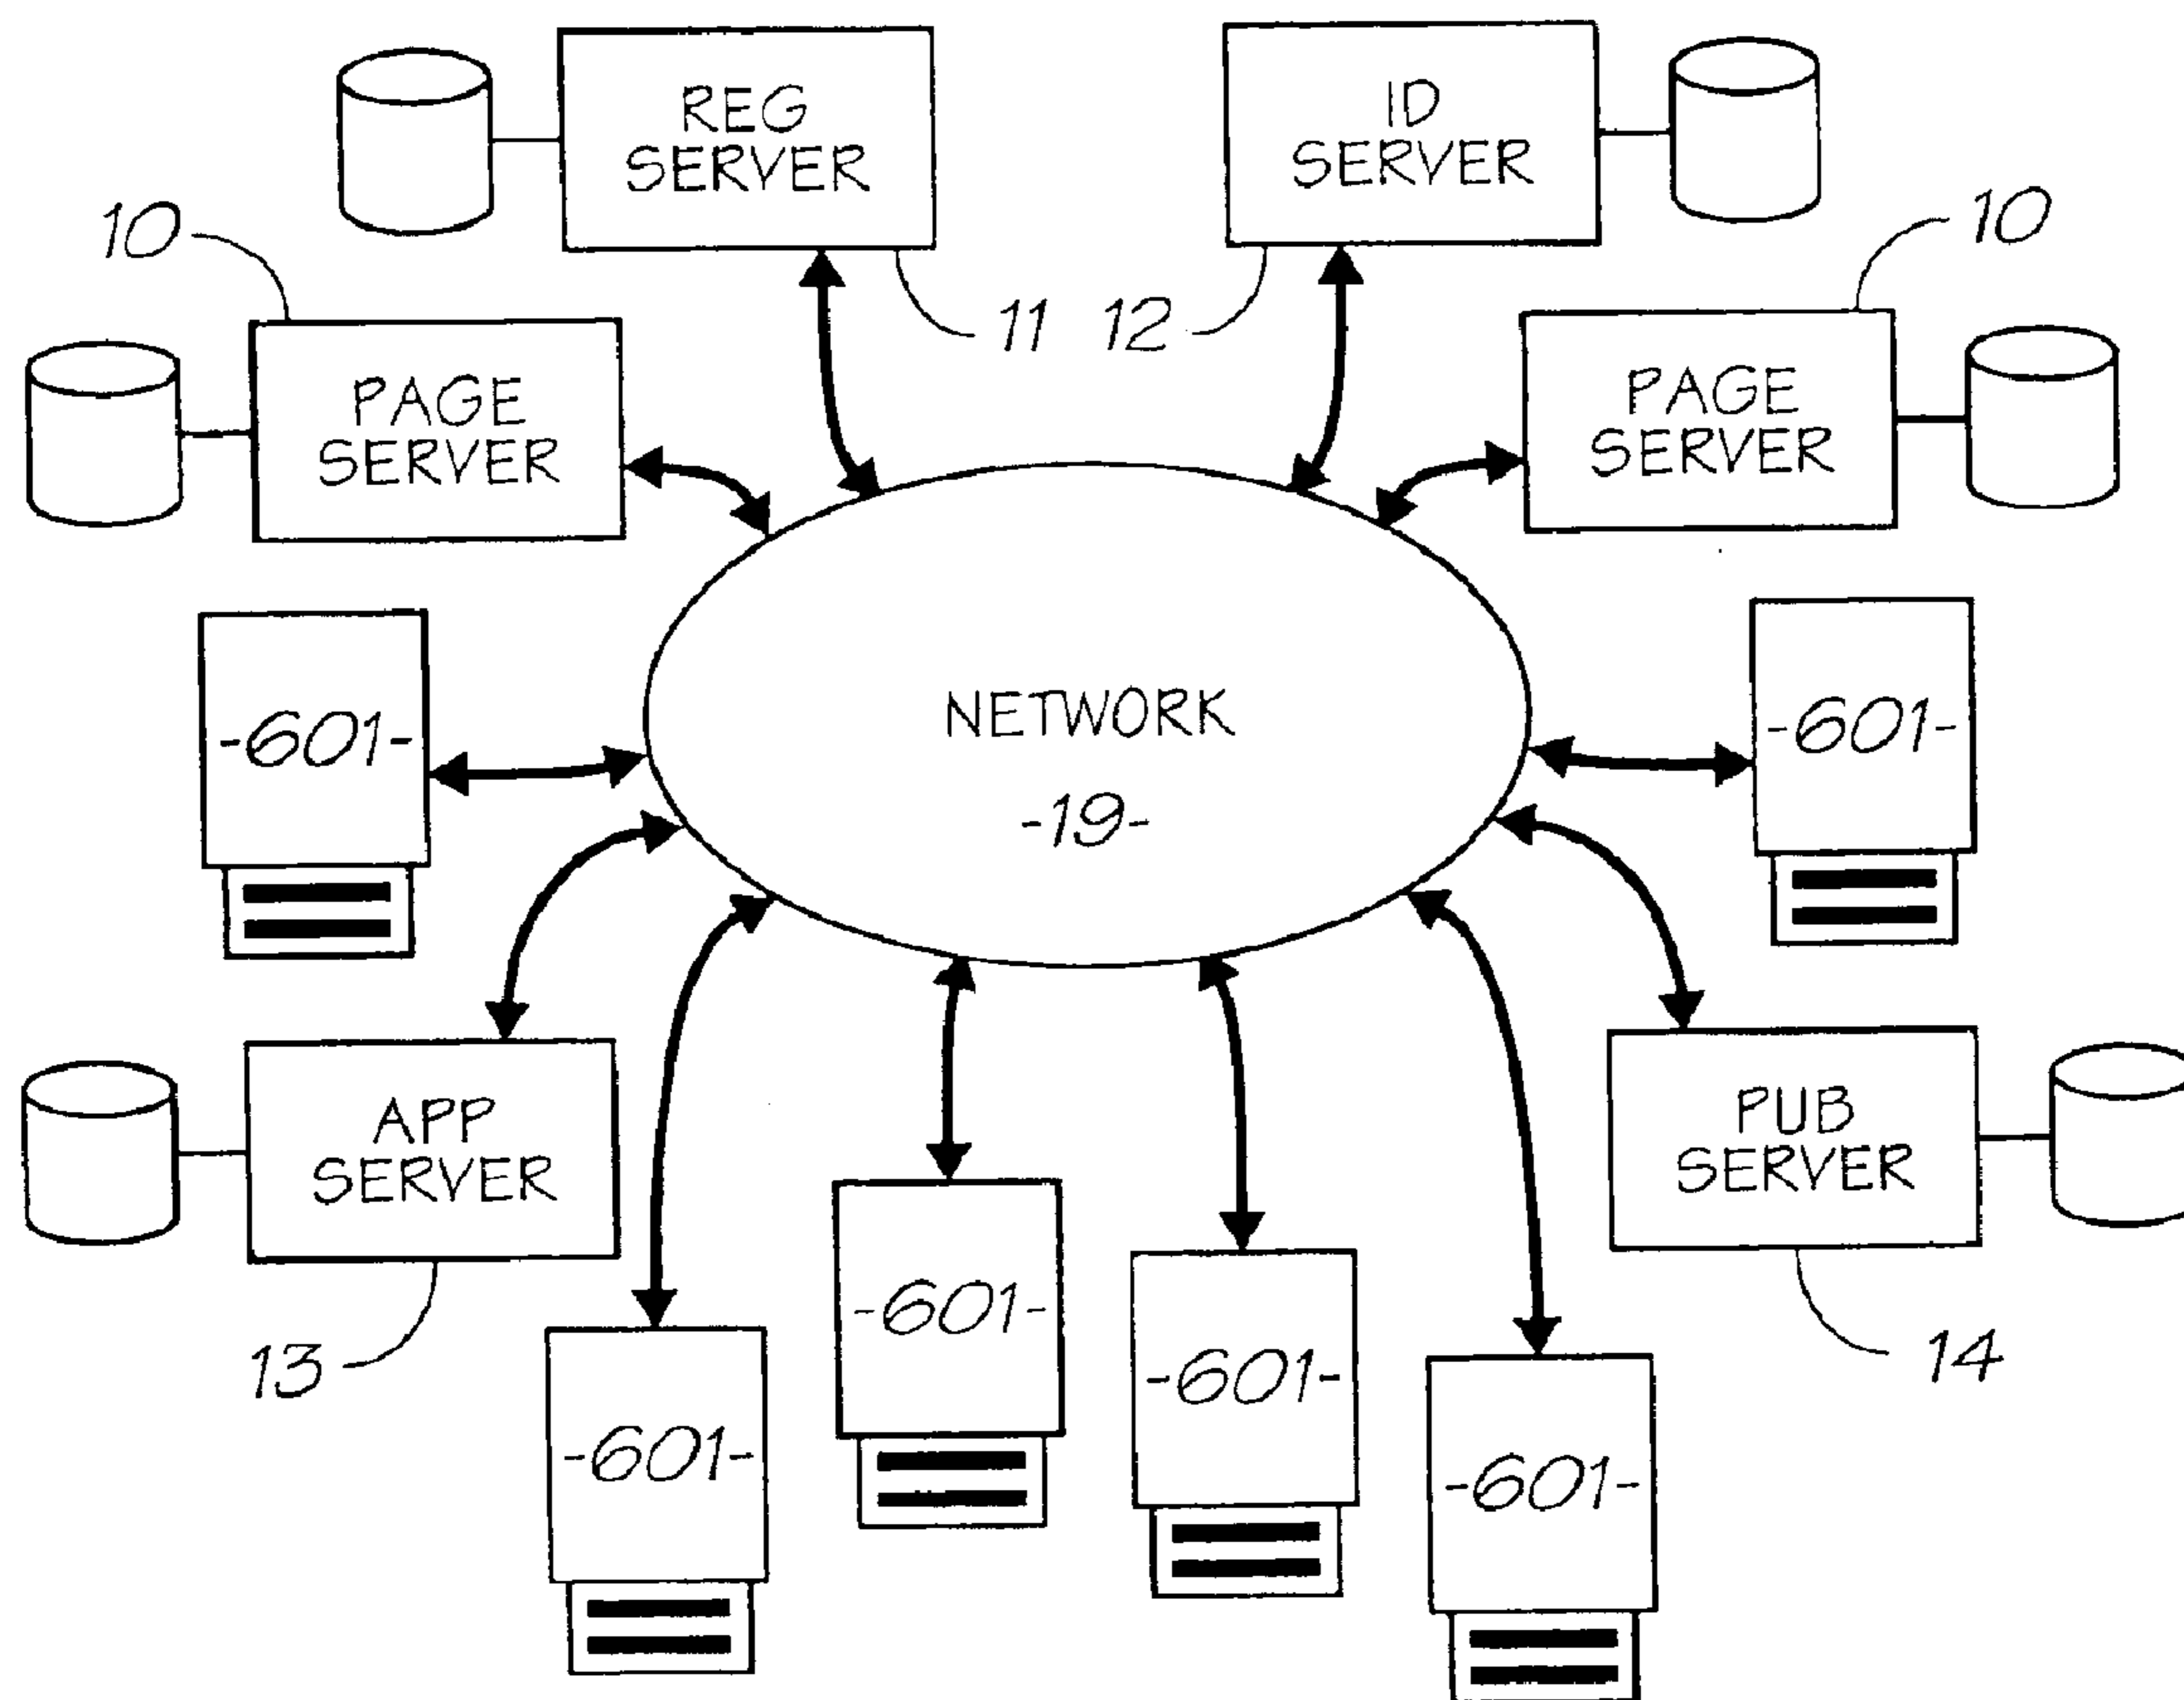 REG
SERVER
ID
SERVER
10
10
11
12
PAGE
SERVER
PAGE
SERVER
-601-
NETWORK
-19-
-601-
APP
SERVER
PUB
SERVER
13
-601-
-601-
-601-
-601-
14